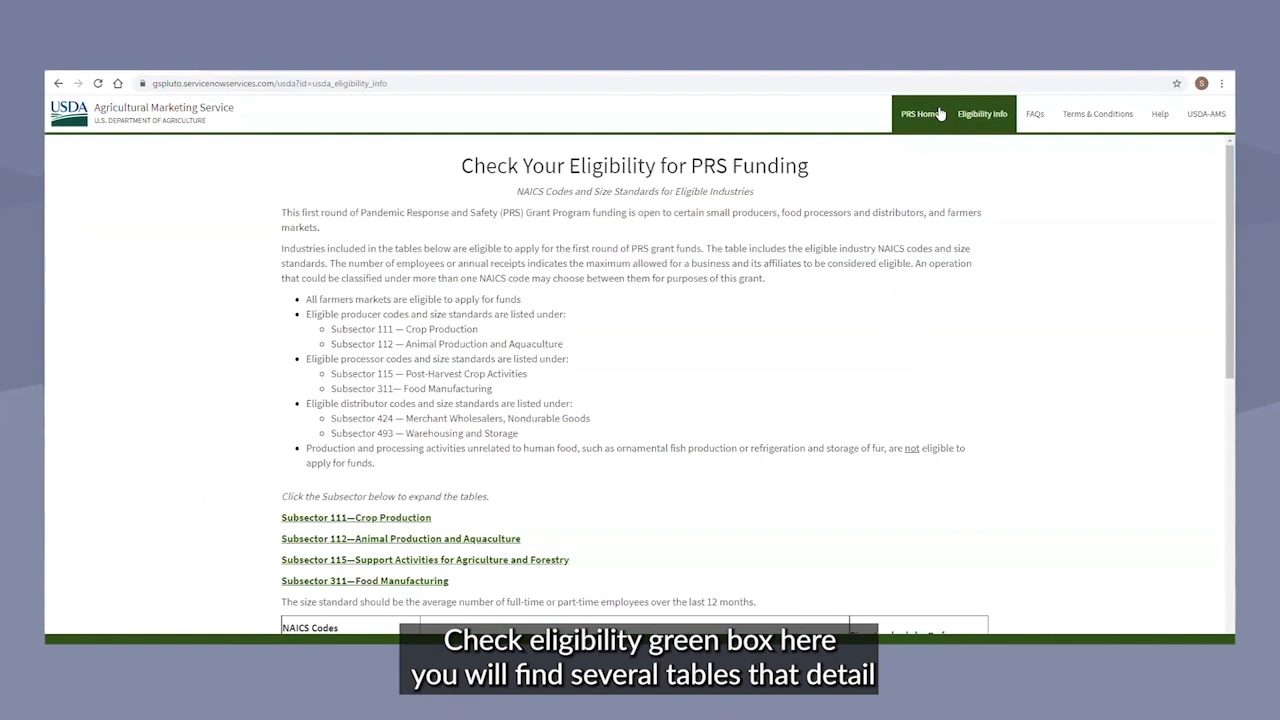 gspluto.servicenowservices.com/usda?id=usda_eligibility_info
S
USDA
Agricultural Marketing Service
U.S. DEPARTMENT OF AGRICULTURE
PRS Home
Eligibility Info
FAQs
Terms & Conditions
Help
USDA-AMS
Check Your Eligibility for PRS Funding
NAICS Codes and Size Standards for Eligible Industries
This first round of Pandemic Response and Safety (PRS) Grant Program funding is open to certain small producers, food processors and distributors, and farmers
markets.
Industries included in the tables below are eligible to apply for the first round of PRS grant funds. The table includes the eligible industry NAICS codes and size
standards. The number of employees or annual receipts indicates the maximum allowed for a business and its affiliates to be considered eligible. An operation
that could be classified under more than one NAICS code may choose between them for purposes of this grant.
All farmers markets are eligible to apply for funds
Eligible producer codes and size standards are listed under:
Subsector 111 — Crop Production
Subsector 112 — Animal Production and Aquaculture
Eligible processor codes and size standards are listed under:
Subsector 115 — Post-Harvest Crop Activities
Subsector 311— Food Manufacturing
Eligible distributor codes and size standards are listed under:
Subsector 424 — Merchant Wholesalers, Nondurable Goods
Subsector 493 — Warehousing and Storage
Production and processing activities unrelated to human food, such as ornamental fish production or refrigeration and storage of fur, are not eligible to
apply for funds.
Click the Subsector below to expand the tables.
Subsector 111—Crop Production
Subsector 112—Animal Production and Aquaculture
Subsector 115—Support Activities for Agriculture and Forestry
Subsector 311—Food Manufacturing
The size standard should be the average number of full-time or part-time employees over the last 12 months.
NAICS Codes
Check eligibility green box here
you will find several tables that detail